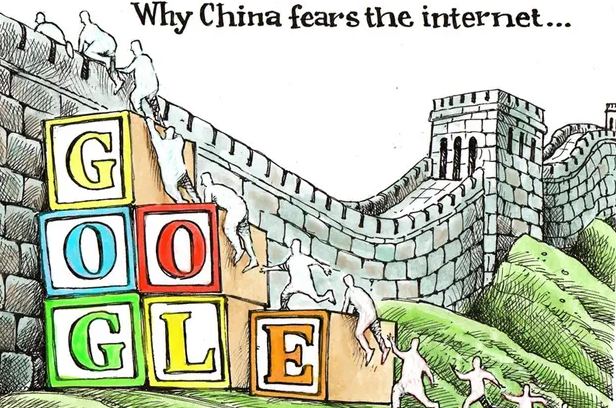 Why China fears the internet...
G
O O
G L E